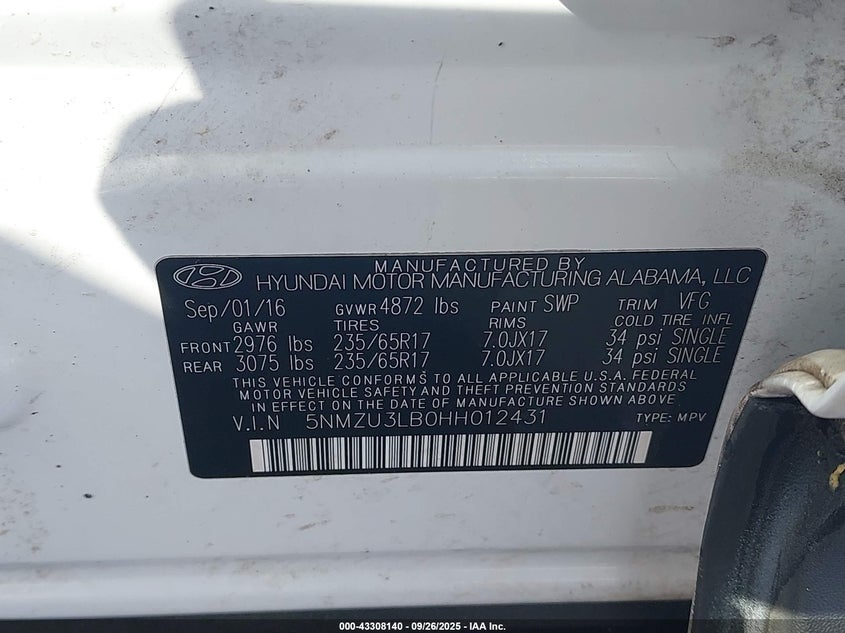 MANUFACTURED BY
HYUNDAI MOTOR MANUFACTURING ALABAMA, LLC
Sep/01/16 GVWR 4872 lbs PAINT SWP TRIM VFG
GAWR TIRES RIMS COLD TIRE INFL
FRONT 2976 lbs 235/65R17 7.0JX17 34 psi SINGLE
REAR 3075 lbs 235/65R17 7.0JX17 34 psi SINGLE
THIS VEHICLE CONFORMS TO ALL APPLICABLE U.S.A. FEDERAL
MOTOR VEHICLE SAFETY AND THEFT PREVENTION STANDARDS
IN EFFECT ON THE DATE OF MANUFACTURE SHOWN ABOVE.
V.I.N 5NMZU3LB0HH012431 TYPE: MPV
000-43308140 - 09/26/2025 - IAA Inc.